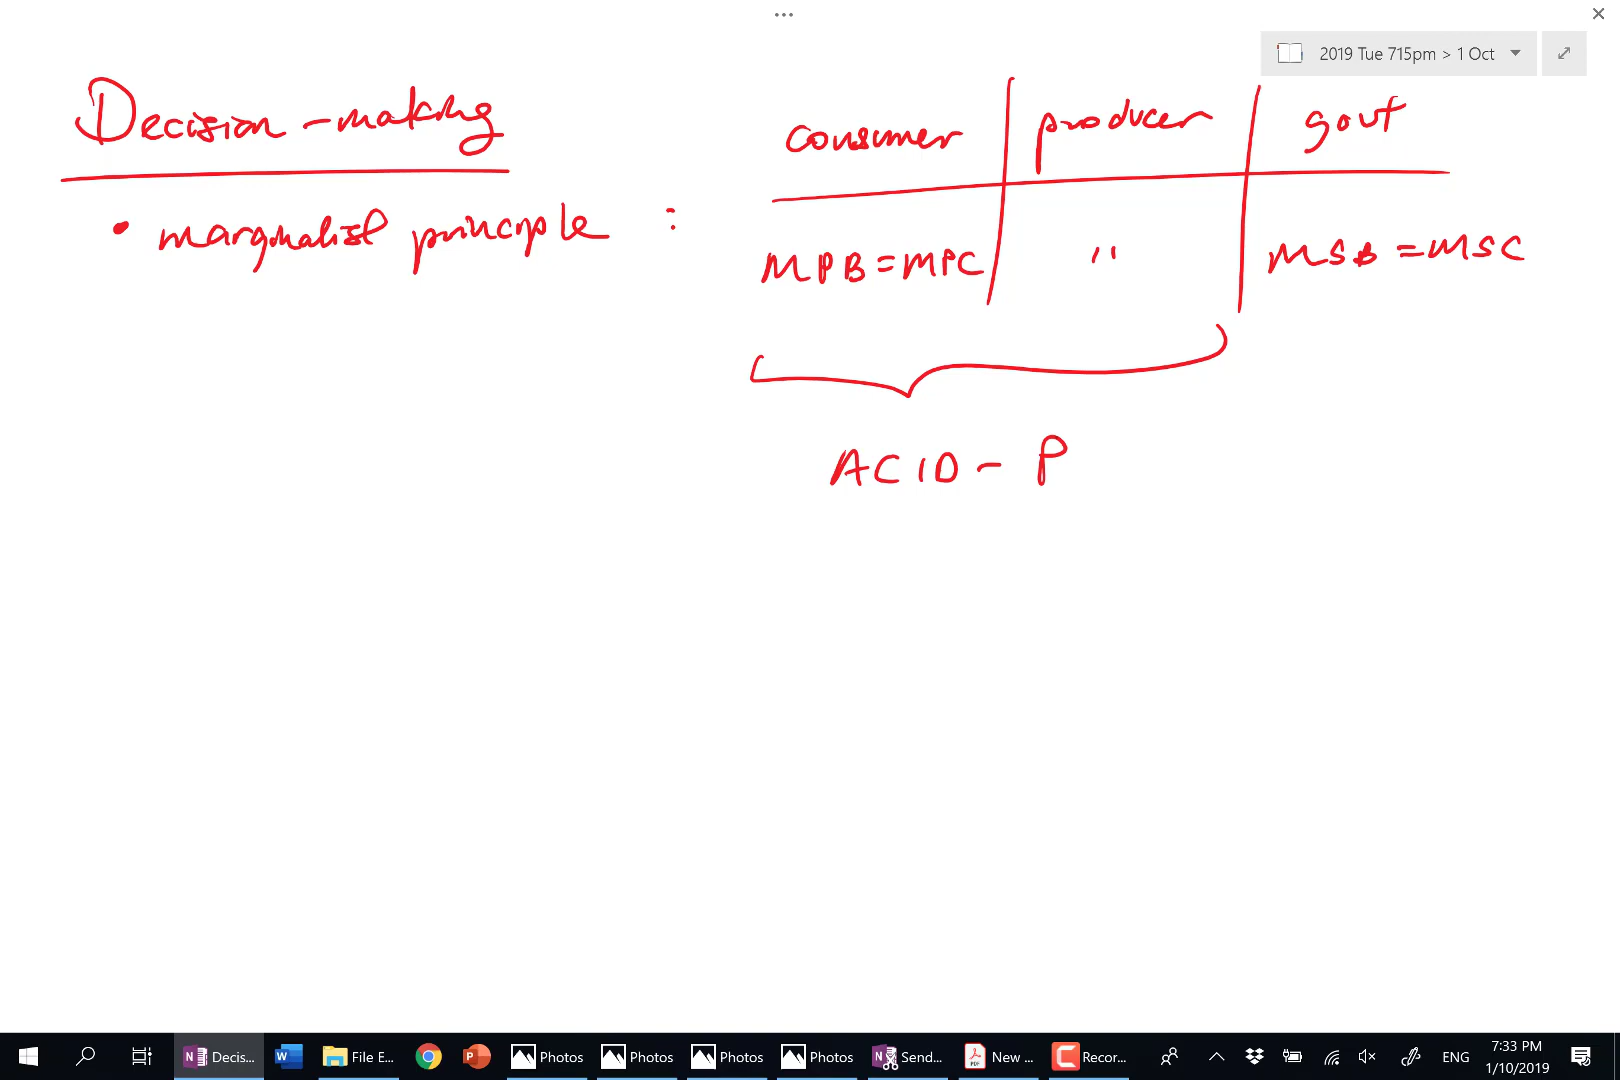 2019 Tue 715pm > 1 Oct
Decision-making
consumer producer govt
• marginalist principle :
MPB = MPC " MSB = MSC
ACID - P
Decis... File E... Photos Photos Photos Photos Send... New ... Recor... ENG 7:33 PM
1/10/2019